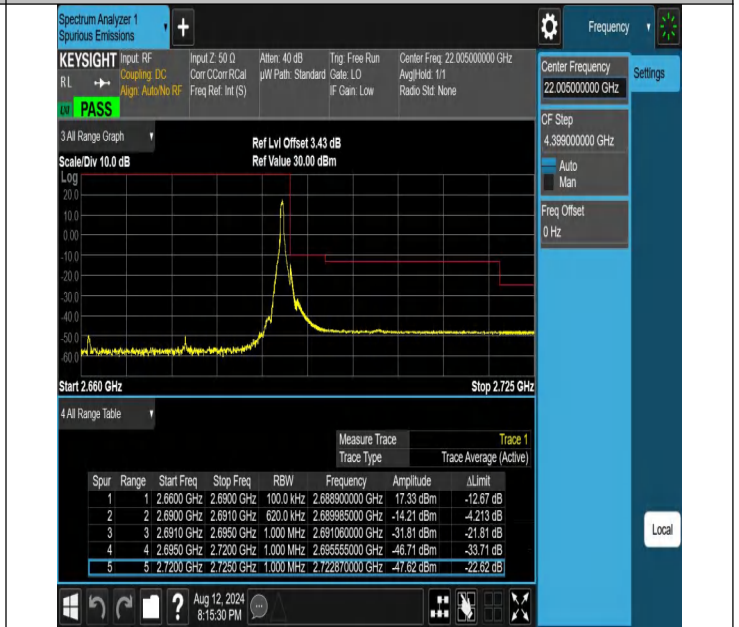 Spectrum Analyzer 1
Spurious Emissions
Frequency
KEYSIGHT Input: RF Input Z: 50 Ω Atten: 40 dB Trig: Free Run Center Freq: 22.005000000 GHz
RL Coupling: DC Corr CCorr RCal µW Path: Standard Gate: LO Avg|Hold: 1/1
Align: Auto/No RF Freq Ref: Int (S) IF Gain: Low Radio Std: None
PASS
Center Frequency
22.005000000 GHz
Settings
CF Step
4.399000000 GHz
Auto
Man
Freq Offset
0 Hz
3 All Range Graph
Ref Lvl Offset 3.43 dB
Scale/Div 10.0 dB Ref Value 30.00 dBm
Log
20.0
10.0
0.00
-10.0
-20.0
-30.0
-40.0
-50.0
-60.0
Start 2.660 GHz Stop 2.725 GHz
4 All Range Table
Measure Trace Trace 1
Trace Type Trace Average (Active)
Spur Range Start Freq Stop Freq RBW Frequency Amplitude ΔLimit
1 1 2.6600 GHz 2.6900 GHz 100.0 kHz 2.688900000 GHz 17.33 dBm -12.67 dB
2 2 2.6900 GHz 2.6910 GHz 620.0 kHz 2.689985000 GHz -14.21 dBm -4.213 dB
3 3 2.6910 GHz 2.6950 GHz 1.000 MHz 2.691060000 GHz -31.81 dBm -21.81 dB
4 4 2.6950 GHz 2.7200 GHz 1.000 MHz 2.695555000 GHz -46.71 dBm -33.71 dB
5 5 2.7200 GHz 2.7250 GHz 1.000 MHz 2.722870000 GHz -47.62 dBm -22.62 dB
Local
Aug 12, 2024
8:15:30 PM